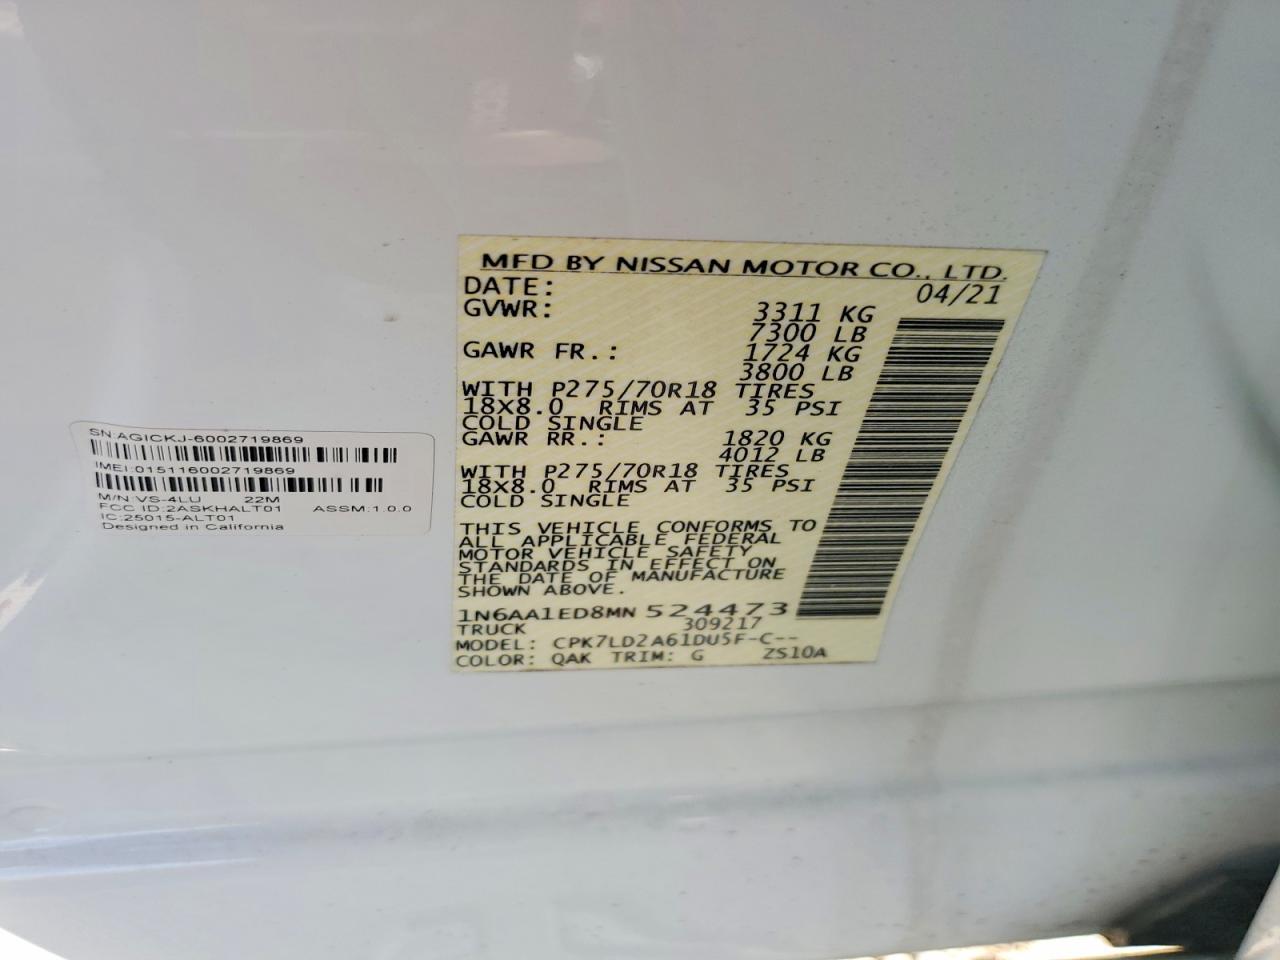 SN:AGICKJ-6002719869
IMEI:015116002719869
M/N VS-4LU 22M
FCC ID:2ASKHALT01 ASSM:1.0.0
IC:25015-ALT01
Designed in California
MFD BY NISSAN MOTOR CO., LTD.
DATE: 04/21
GVWR: 3311 KG
7300 LB
GAWR FR.: 1724 KG
3800 LB
WITH P275/70R18 TIRES
18X8.0 RIMS AT 35 PSI
COLD SINGLE
GAWR RR.: 1820 KG
4012 LB
WITH P275/70R18 TIRES
18X8.0 RIMS AT 35 PSI
COLD SINGLE
THIS VEHICLE CONFORMS TO
ALL APPLICABLE FEDERAL
MOTOR VEHICLE SAFETY
STANDARDS IN EFFECT ON
THE DATE OF MANUFACTURE
SHOWN ABOVE.
1N6AA1ED8MN 524473
TRUCK 309217
MODEL: CPK7LD2A61DU5F-C--
COLOR: QAK TRIM: G ZS10A